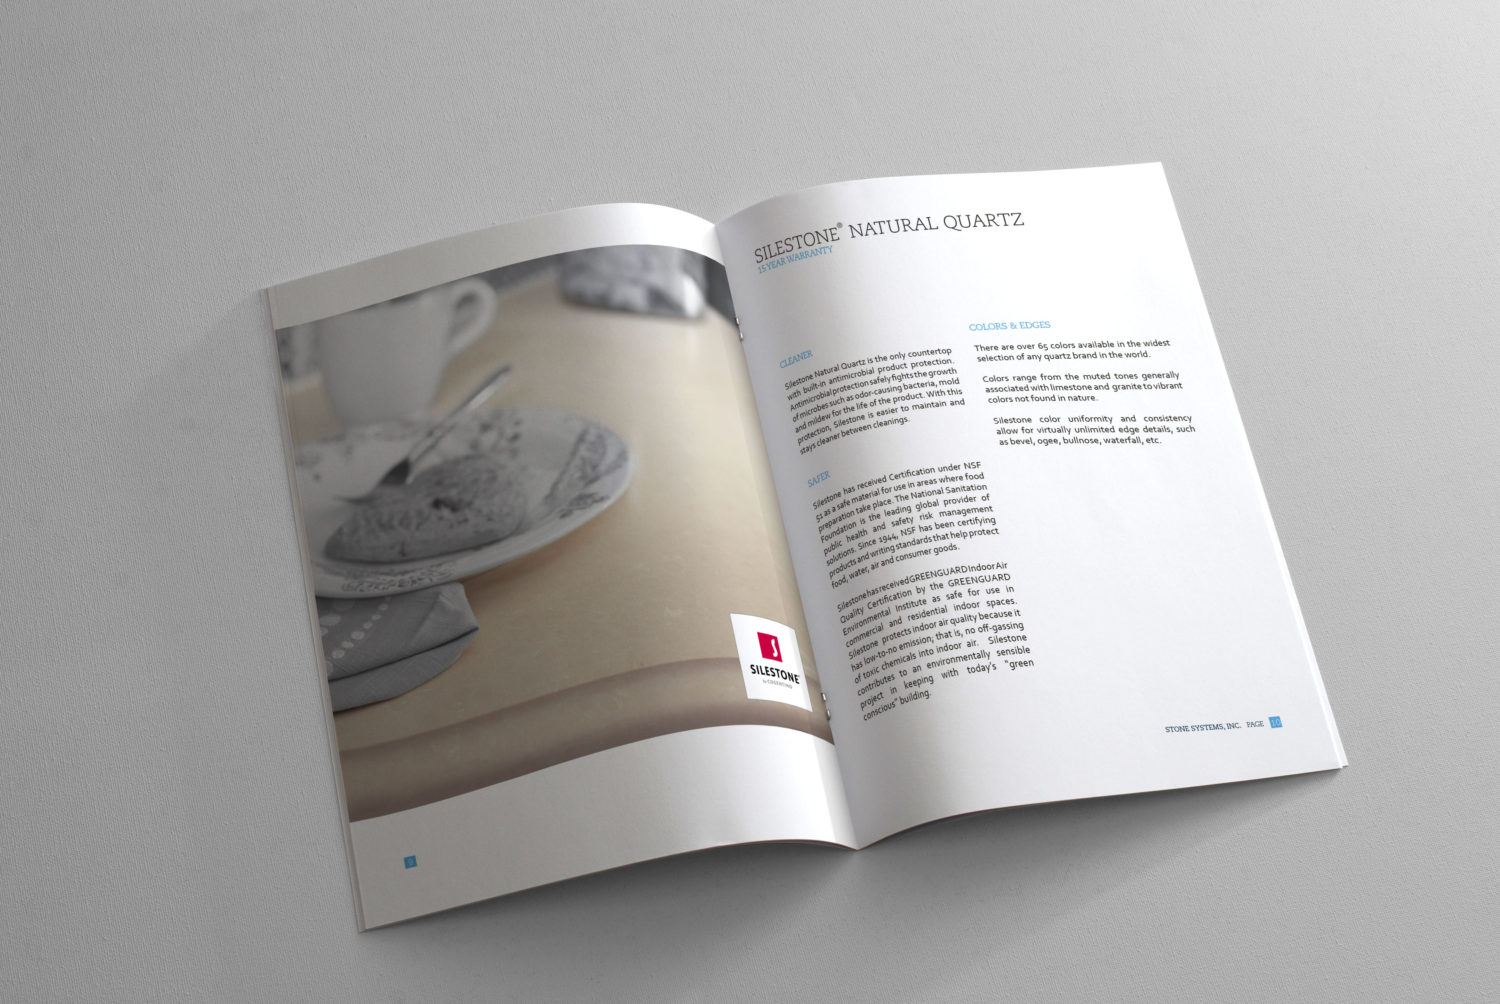 SILESTONE
by COSENTINO
9
SILESTONE® NATURAL QUARTZ
15 YEAR WARRANTY
CLEANER
Silestone Natural Quartz is the only countertop
with built-in antimicrobial product protection.
Antimicrobial protection safely fights the growth
of microbes such as odor-causing bacteria, mold
and mildew for the life of the product. With this
protection, Silestone is easier to maintain and
stays cleaner between cleanings.
SAFER
Silestone has received Certification under NSF
51 as a safe material for use in areas where food
preparation take place. The National Sanitation
Foundation is the leading global provider of
public health and safety risk management
solutions. Since 1944, NSF has been certifying
products and writing standards that help protect
food, water, air and consumer goods.
Silestone has received GREENGUARD Indoor Air
Quality Certification by the GREENGUARD
Environmental Institute as safe for use in
commercial and residential indoor spaces.
Silestone protects indoor air quality because it
has low-to-no emission; that is, no off-gassing
of toxic chemicals into indoor air. Silestone
contributes to an environmentally sensible
project in keeping with today's "green
conscious" building.
COLORS & EDGES
There are over 65 colors available in the widest
selection of any quartz brand in the world.
Colors range from the muted tones generally
associated with limestone and granite to vibrant
colors not found in nature.
Silestone color uniformity and consistency
allow for virtually unlimited edge details, such
as bevel, ogee, bullnose, waterfall, etc.
STONE SYSTEMS, INC. PAGE 10